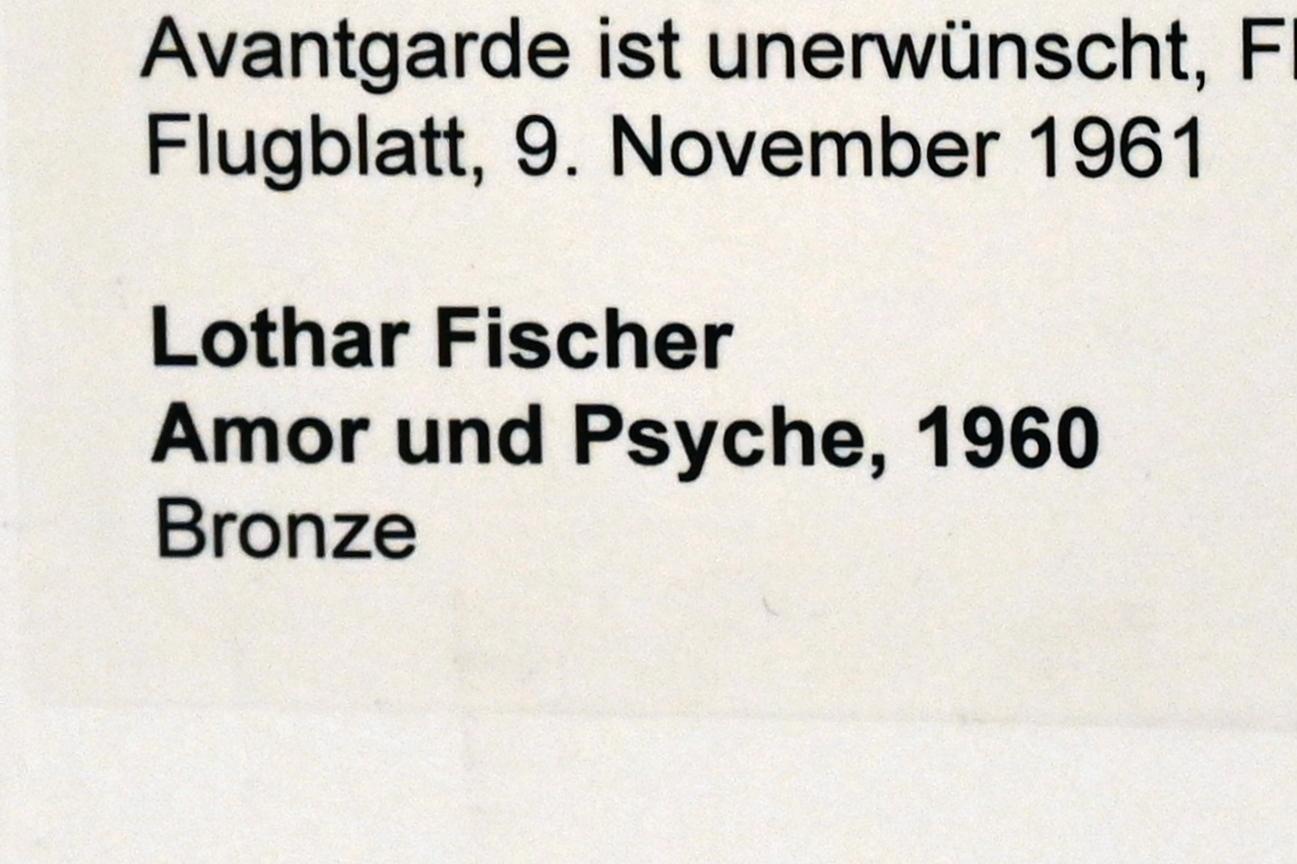 Avantgarde ist unerwünscht,
Flugblatt, 9. November 1961
Lothar Fischer
Amor und Psyche, 1960
Bronze